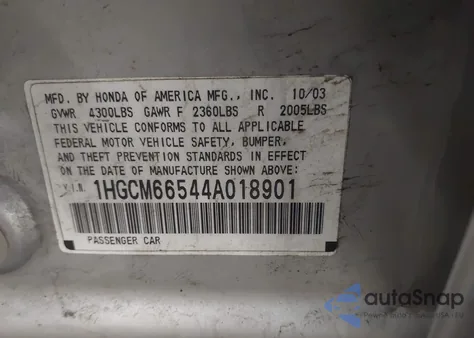 MFD. BY HONDA OF AMERICA MFG., INC. 10/03
GVWR 4300LBS GAWR F 2360LBS R 2005LBS
THIS VEHICLE CONFORMS TO ALL APPLICABLE
FEDERAL MOTOR VEHICLE SAFETY, BUMPER,
AND THEFT PREVENTION STANDARDS IN EFFECT
ON THE DATE OF MANUFACTURE SHOWN ABOVE:
V.I.N. 1HGCM66544A018901
PASSENGER CAR
autoSnap